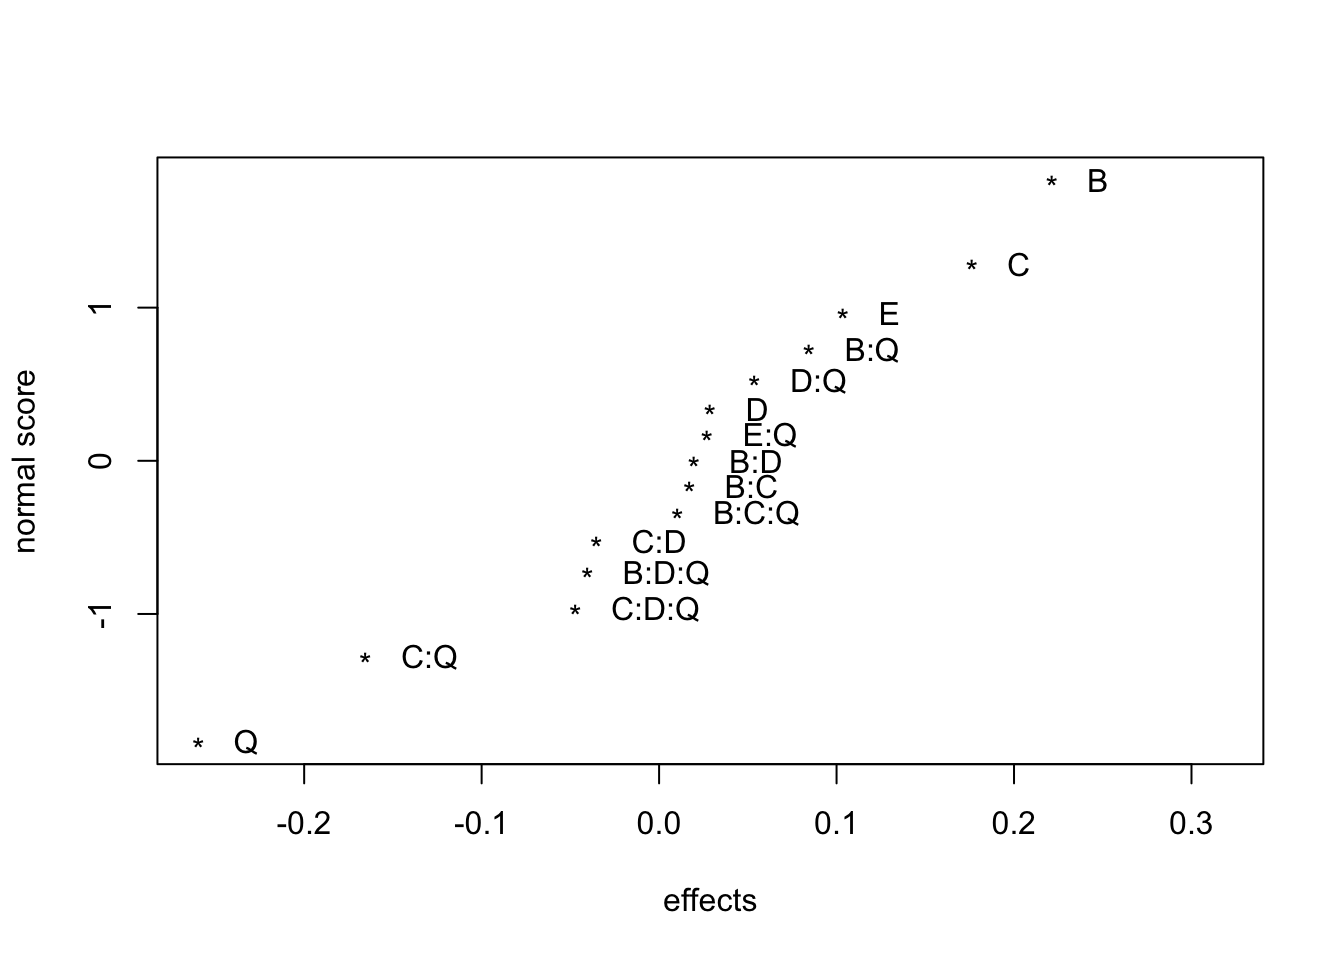 * B
* C
1
* E
* B:Q
* D:Q
* D
* E:Q
0
* B:D
* B:C
* B:C:Q
* C:D
* B:D:Q
-1
* C:D:Q
* C:Q
* Q
normal score
-0.2 -0.1 0.0 0.1 0.2 0.3
effects